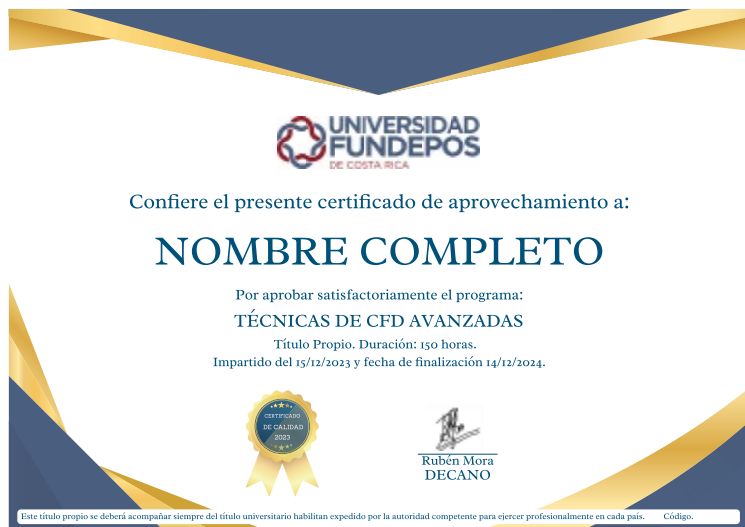 UNIVERSIDAD
FUNDEPOS
DE COSTA RICA
Confiere el presente certificado de aprovechamiento a:
NOMBRE COMPLETO
Por aprobar satisfactoriamente el programa:
TÉCNICAS DE CFD AVANZADAS
Título Propio. Duración: 150 horas.
Impartido del 15/12/2023 y fecha de finalización 14/12/2024.
CERTIFICADO
DE CALIDAD
2023
Rubén Mora
DECANO
Este título propio se deberá acompañar siempre del título universitario habilitan expedido por la autoridad competente para ejercer profesionalmente en cada país. Código.